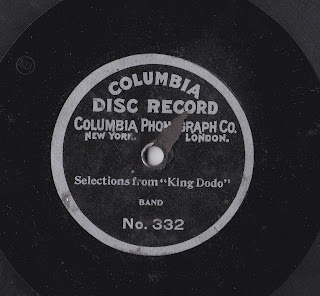 COLUMBIA
DISC RECORD
COLUMBIA PHONOGRAPH CO.
NEW YORK. LONDON.
Selections from "King Dodo"
BAND
No. 332